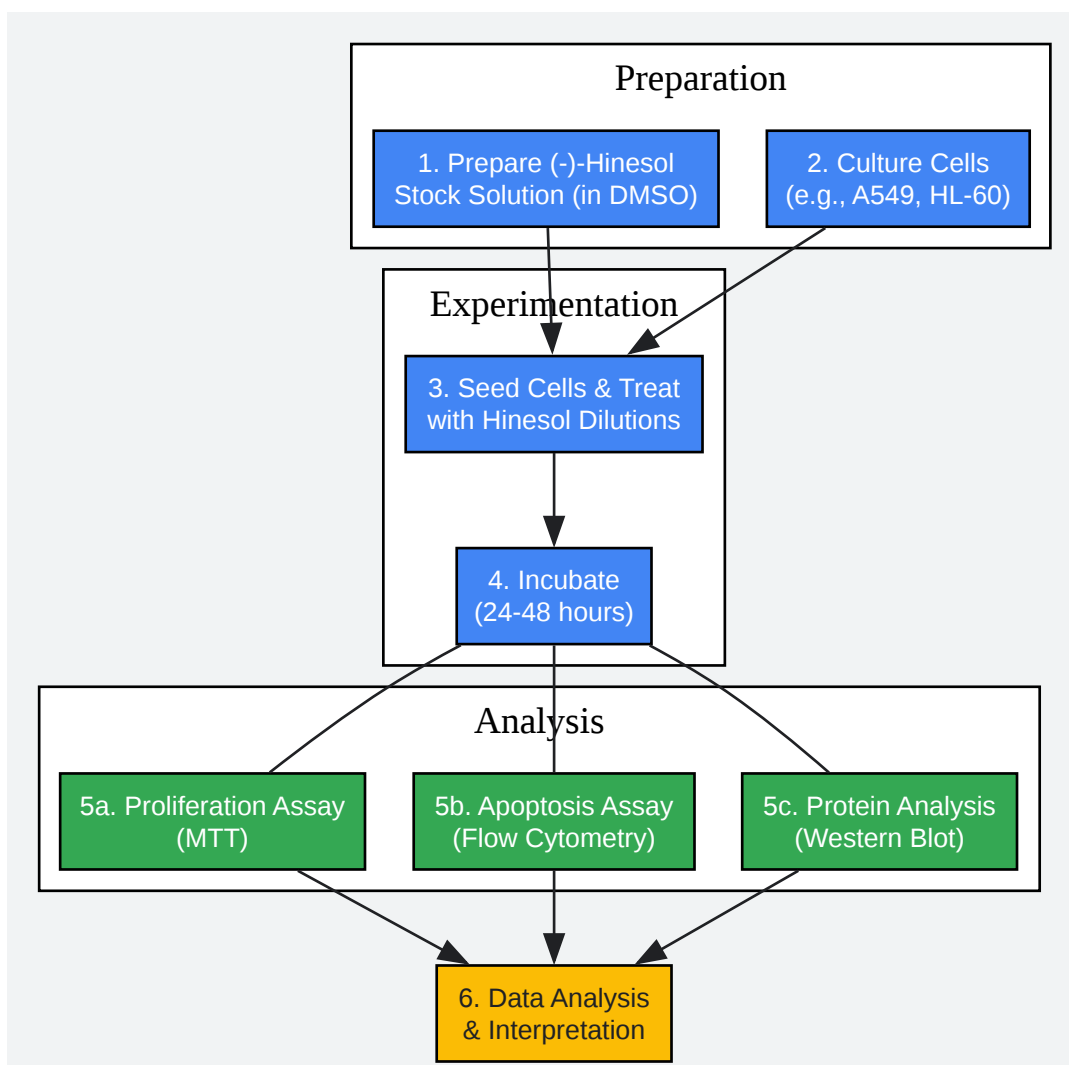 Preparation
1. Prepare (-)-Hinesol
Stock Solution (in DMSO)
2. Culture Cells
(e.g., A549, HL-60)
Experimentation
3. Seed Cells & Treat
with Hinesol Dilutions
4. Incubate
(24-48 hours)
Analysis
5a. Proliferation Assay
(MTT)
5b. Apoptosis Assay
(Flow Cytometry)
5c. Protein Analysis
(Western Blot)
6. Data Analysis
& Interpretation